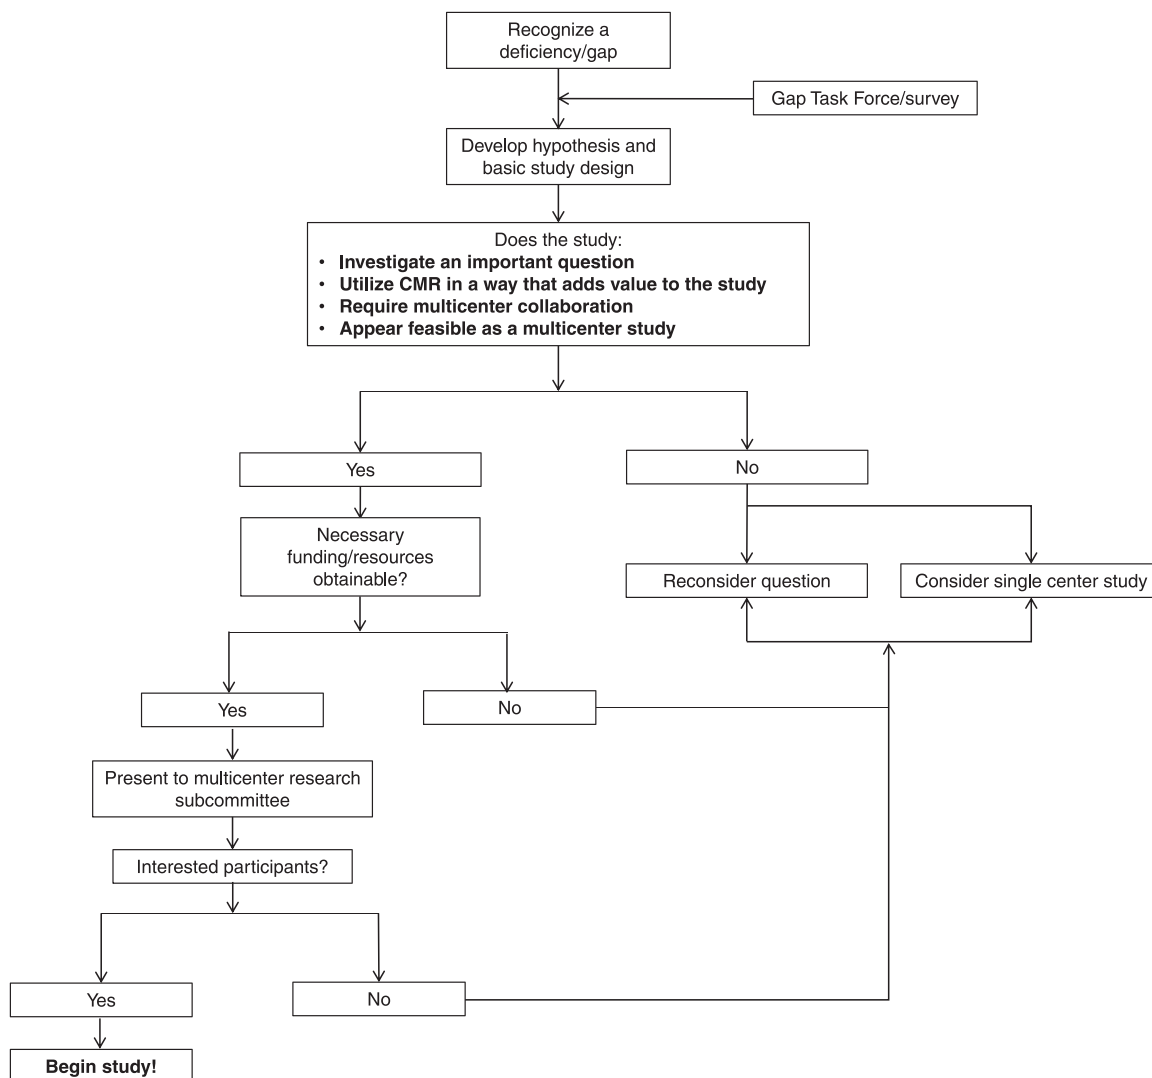 Recognize a
deficiency/gap
Gap Task Force/survey
Develop hypothesis and
basic study design
Does the study:
• Investigate an important question
• Utilize CMR in a way that adds value to the study
• Require multicenter collaboration
• Appear feasible as a multicenter study
Yes
No
Necessary
funding/resources
obtainable?
Reconsider question
Consider single center study
Yes
No
Present to multicenter research
subcommittee
Interested participants?
Yes
No
Begin study!